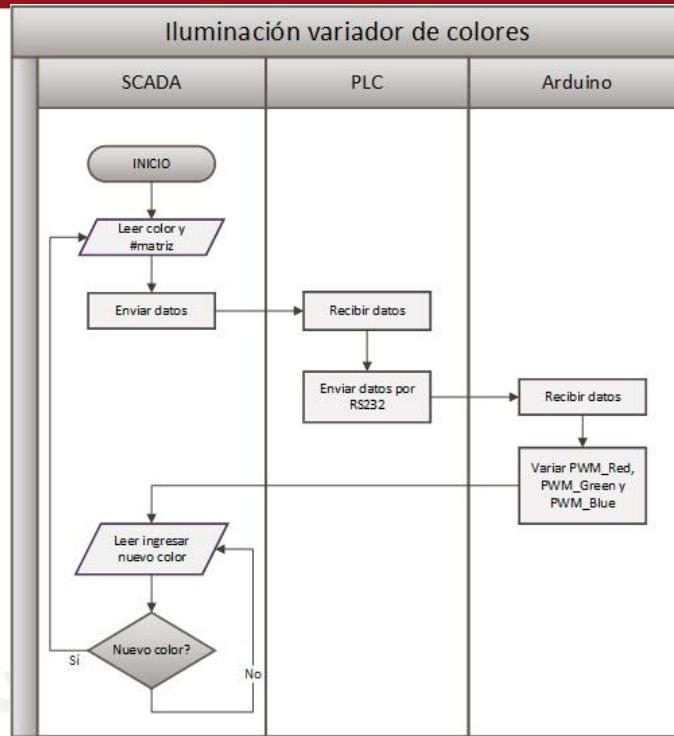 Iluminación variador de colores
SCADA
PLC
Arduino
INICIO
Leer color y
#matriz
Enviar datos
Recibir datos
Enviar datos por
RS232
Recibir datos
Variar PWM_Red,
PWM_Green y
PWM_Blue
Leer ingresar
nuevo color
Nuevo color?
Sí
No